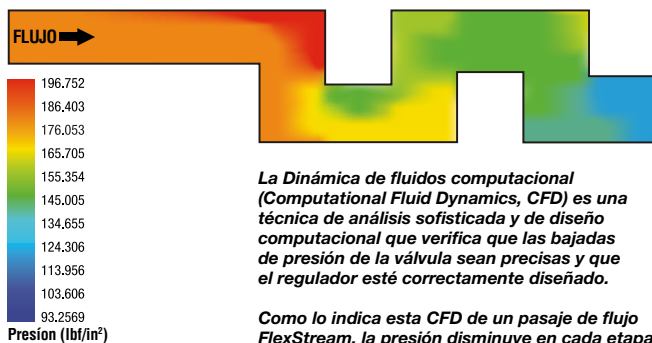 FLUJO
196.752
186.403
176.053
165.705
155.354
145.005
134.655
124.306
113.956
103.606
93.2569
Presíon (lbf/in²)
La Dinámica de fluidos computacional
(Computational Fluid Dynamics, CFD) es una
técnica de análisis sofisticada y de diseño
computacional que verifica que las bajadas
de presión de la válvula sean precisas y que
el regulador esté correctamente diseñado.
Como lo indica esta CFD de un pasaje de flujo
FlexStream, la presión disminuye en cada etapa